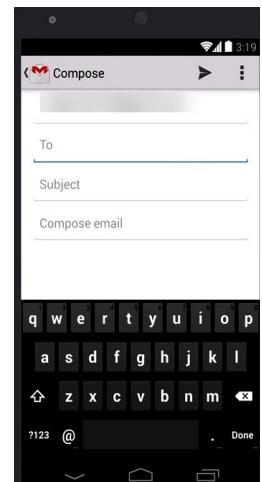 3:19
Compose
To
Subject
Compose email
q w e r t y u i o p
a s d f g h j k l
z x c v b n m
?123 @ . Done